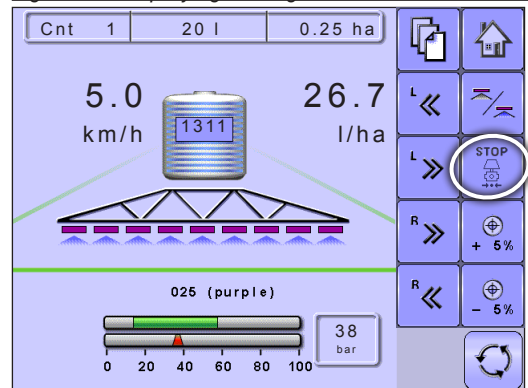 Cnt 1 20 l 0.25 ha
5.0 26.7
km/h 1311 l/ha
L
L STOP
R + 5%
R - 5%
025 (purple)
38
bar
0 20 40 60 80 100